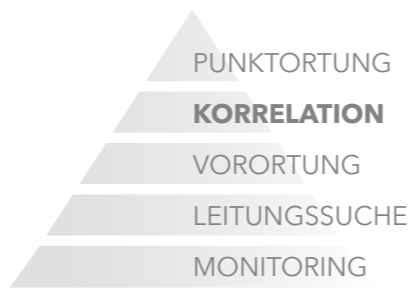 PUNKTORTUNG
KORRELATION
VORORTUNG
LEITUNGSSUCHE
MONITORING